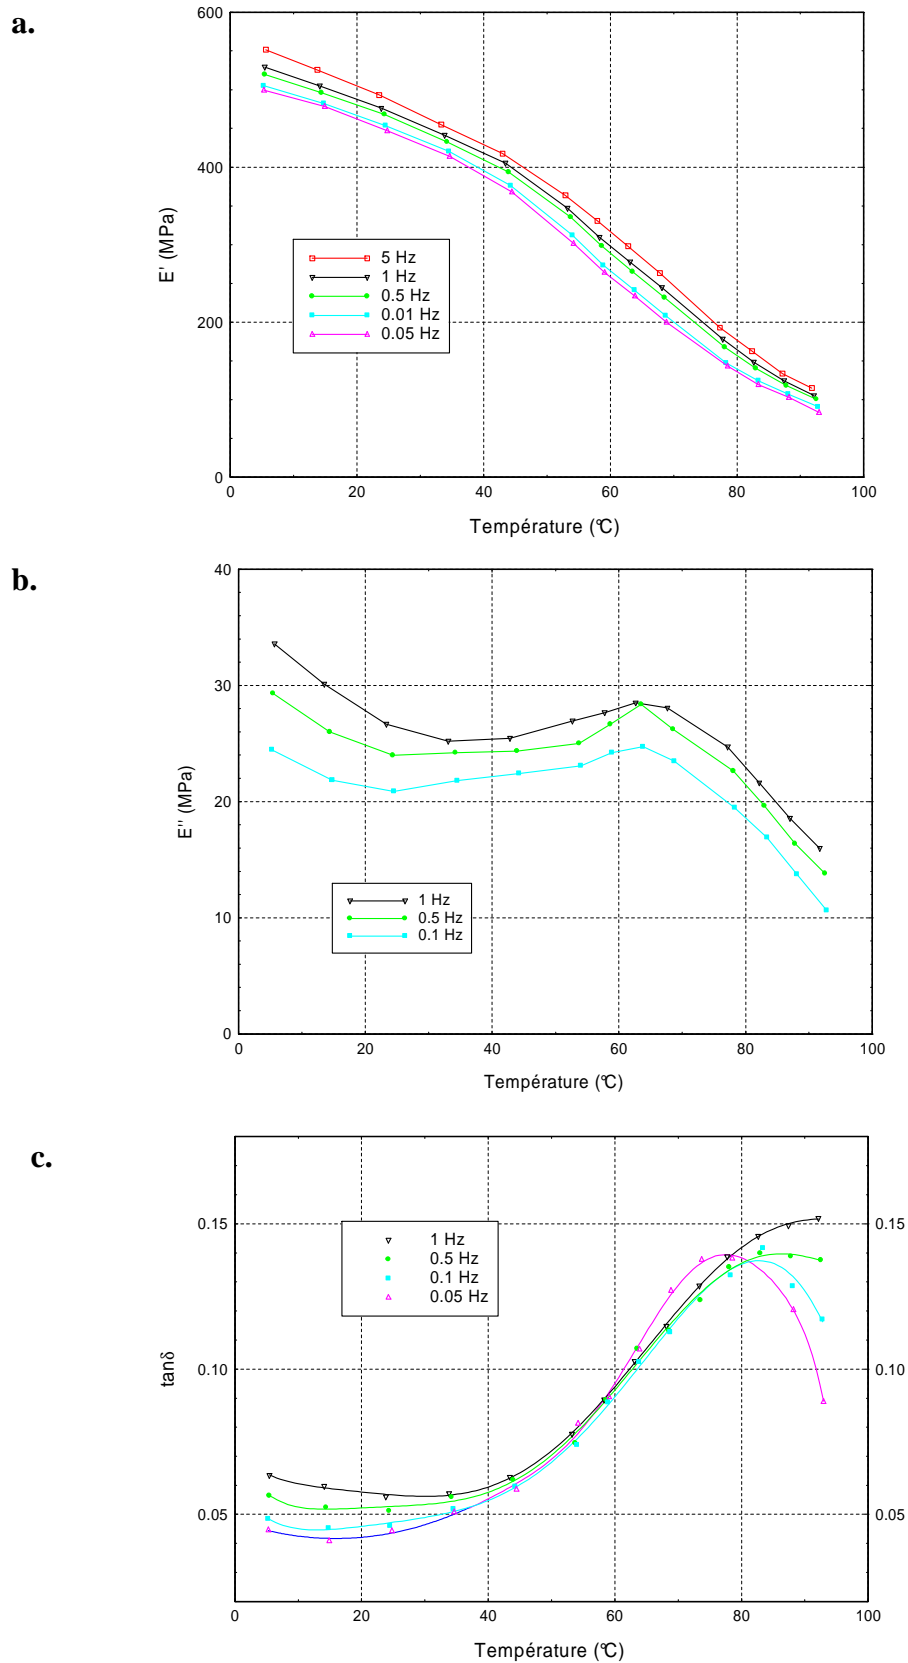 a.
600
400
200
0
E' (MPa)
5 Hz
1 Hz
0.5 Hz
0.01 Hz
0.05 Hz
0 20 40 60 80 100
Température (°C)
b.
40
30
20
10
0
E'' (MPa)
1 Hz
0.5 Hz
0.1 Hz
0 20 40 60 80 100
Température (°C)
c.
0.15 0.15
0.10 0.10
0.05 0.05
tanδ
1 Hz
0.5 Hz
0.1 Hz
0.05 Hz
0 20 40 60 80 100
Température (°C)